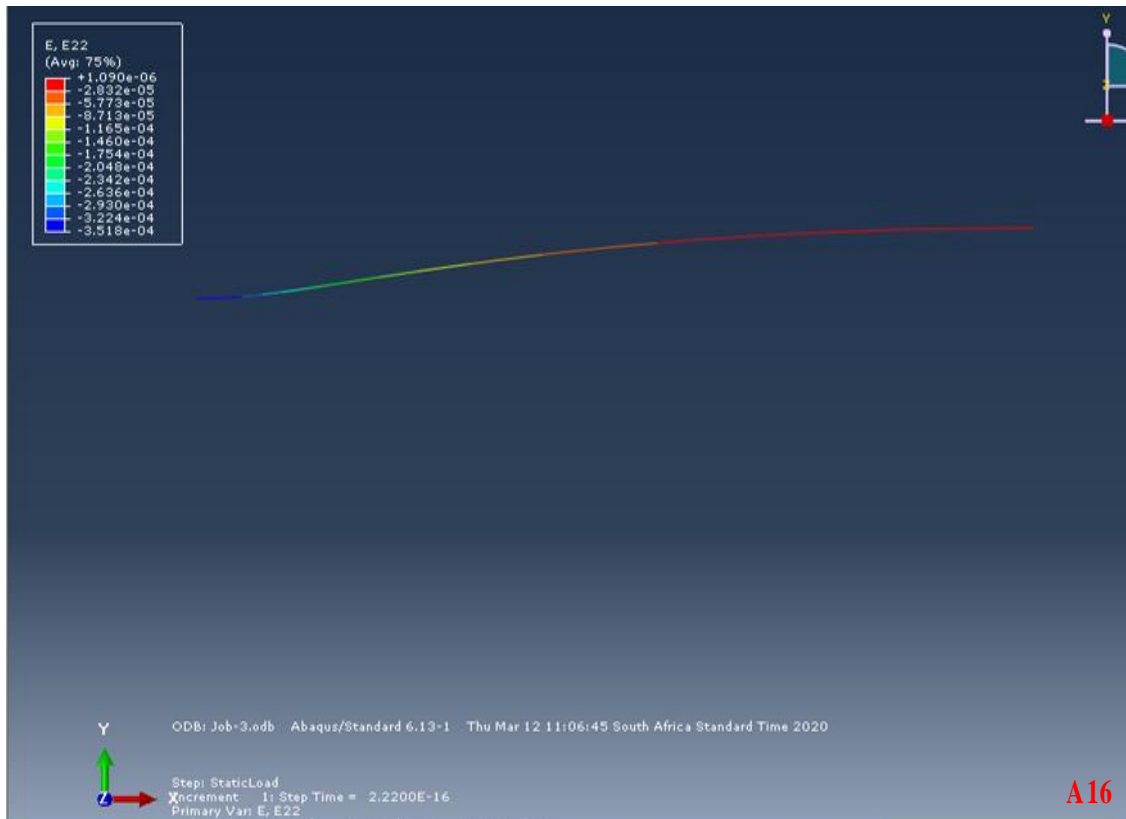 E, E22
(Avg: 75%)
+1.090e-06
-2.832e-05
-5.773e-05
-8.713e-05
-1.165e-04
-1.460e-04
-1.754e-04
-2.048e-04
-2.342e-04
-2.636e-04
-2.930e-04
-3.224e-04
-3.518e-04
Y
Z
Y
Z
X
ODB: Job-3.odb Abaqus/Standard 6.13-1 Thu Mar 12 11:06:45 South Africa Standard Time 2020
Step: StaticLoad
Increment 1: Step Time = 2.2200E-16
Primary Var: E, E22
A16